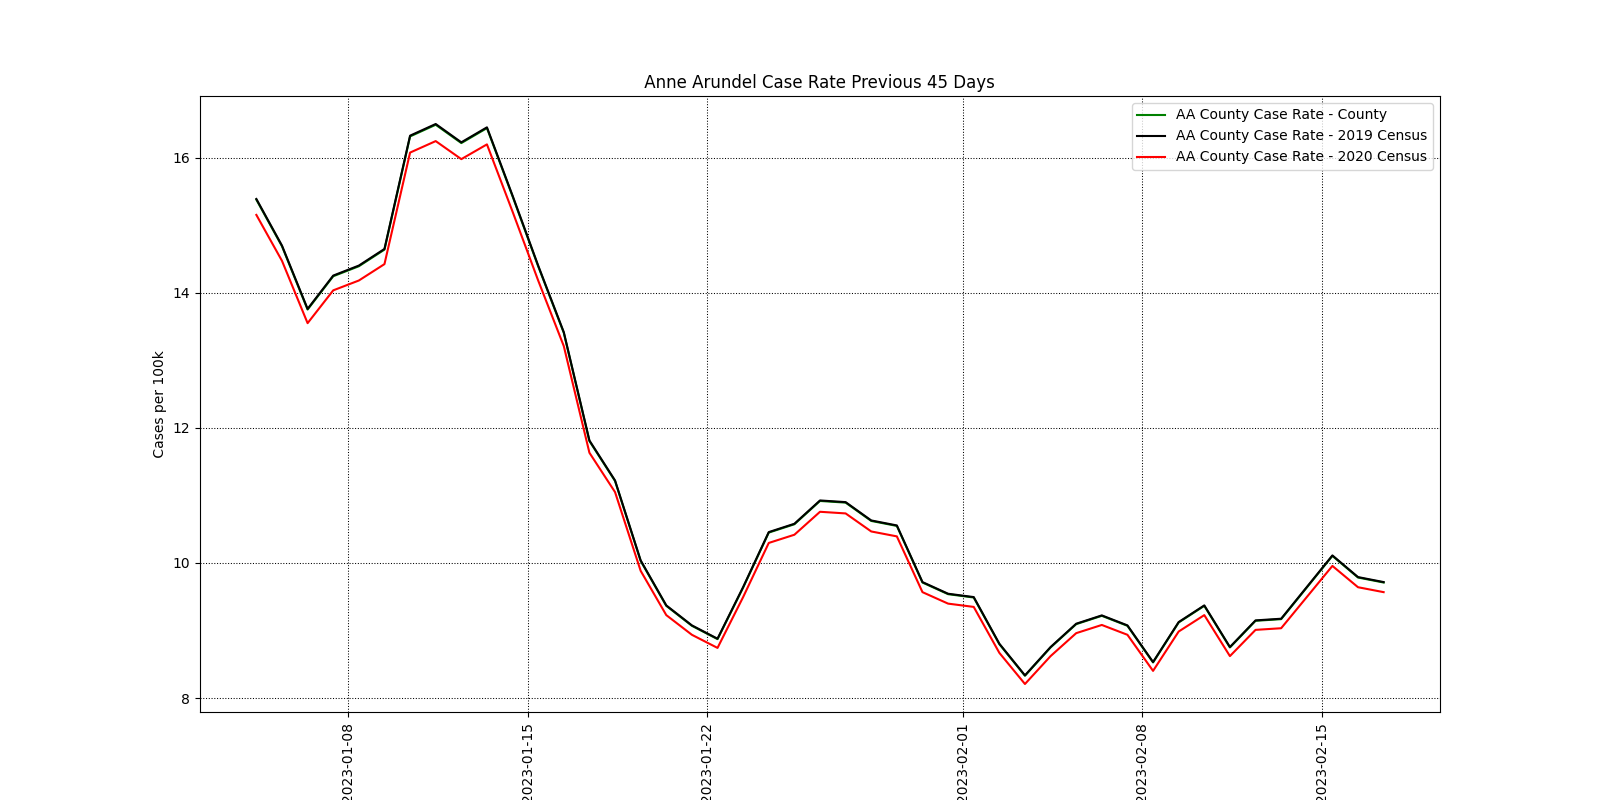 Anne Arundel Case Rate Previous 45 Days
AA County Case Rate - County
AA County Case Rate - 2019 Census
AA County Case Rate - 2020 Census
Cases per 100k
16
14
12
10
8
2023-01-08
2023-01-15
2023-01-22
2023-02-01
2023-02-08
2023-02-15